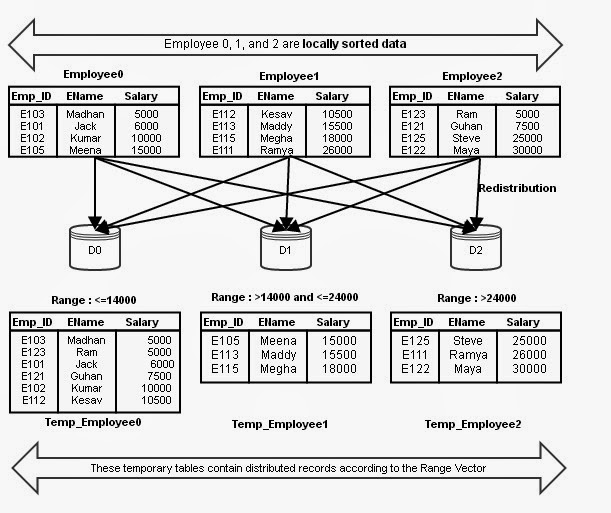 Employee 0, 1, and 2 are locally sorted data
Employee0 Employee1 Employee2
Emp_ID EName Salary Emp_ID EName Salary Emp_ID EName Salary
E103 Madhan 5000 E112 Kesav 10500 E123 Ram 5000
E101 Jack 6000 E113 Maddy 15500 E121 Guhan 7500
E102 Kumar 10000 E115 Megha 18000 E125 Steve 25000
E105 Meena 15000 E111 Ramya 26000 E122 Maya 30000
Redistribution
D0 D1 D2
Range : <=14000 Range : >14000 and <=24000 Range : >24000
Emp_ID EName Salary Emp_ID EName Salary Emp_ID EName Salary
E103 Madhan 5000 E105 Meena 15000 E125 Steve 25000
E123 Ram 5000 E113 Maddy 15500 E111 Ramya 26000
E101 Jack 6000 E115 Megha 18000 E122 Maya 30000
E121 Guhan 7500
E102 Kumar 10000
E112 Kesav 10500
Temp_Employee0 Temp_Employee1 Temp_Employee2
These temporary tables contain distributed records according to the Range Vector